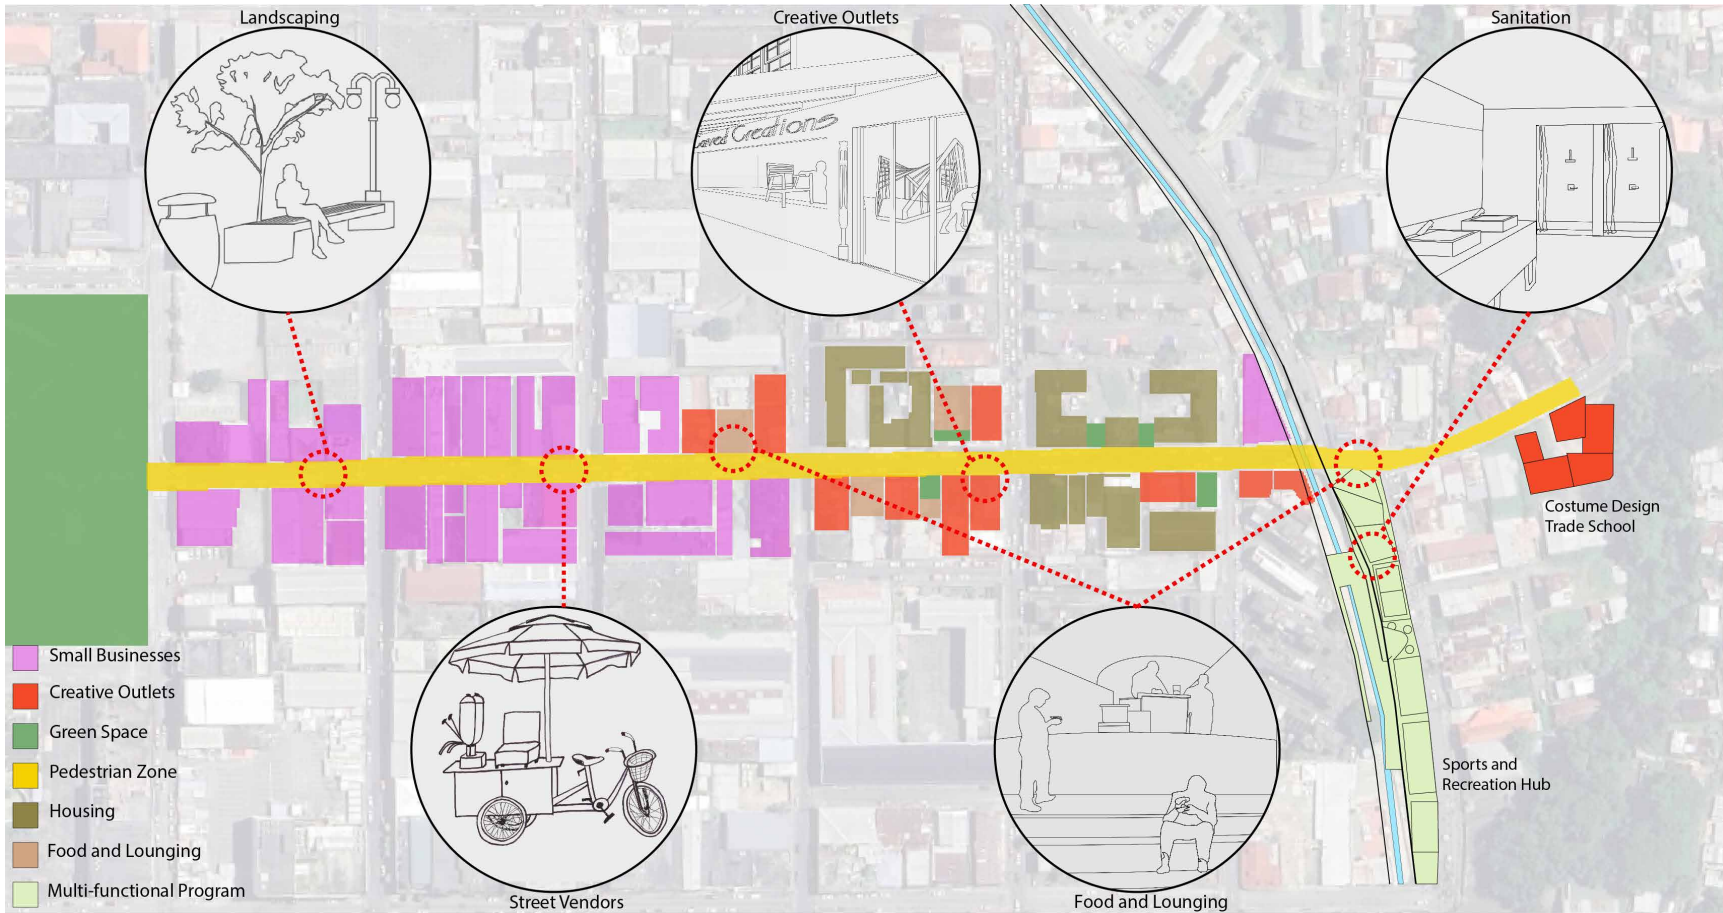 Landscaping
Creative Outlets
Sanitation
Creations
Costume Design
Trade School
Small Businesses
Creative Outlets
Green Space
Pedestrian Zone
Housing
Food and Lounging
Multi-functional Program
Sports and
Recreation Hub
Street Vendors
Food and Lounging